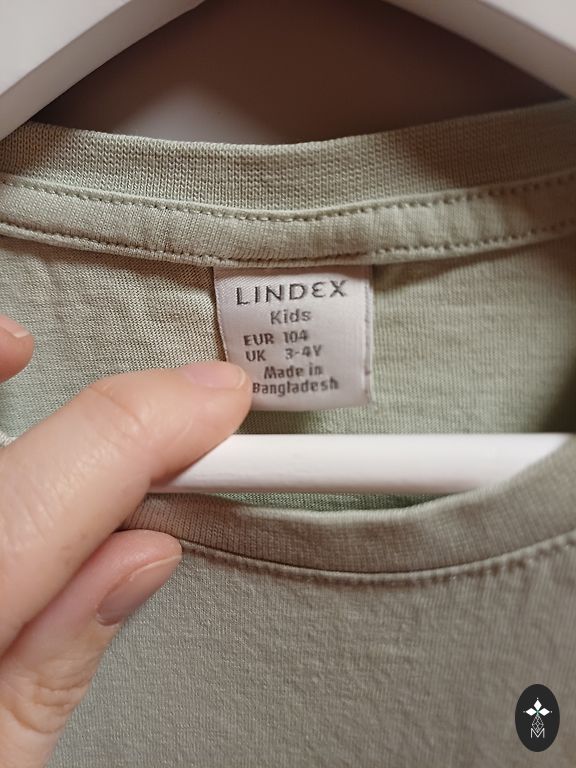 LINDEX
Kids
EUR 104
UK 3-4Y
Made in
Bangladesh
M